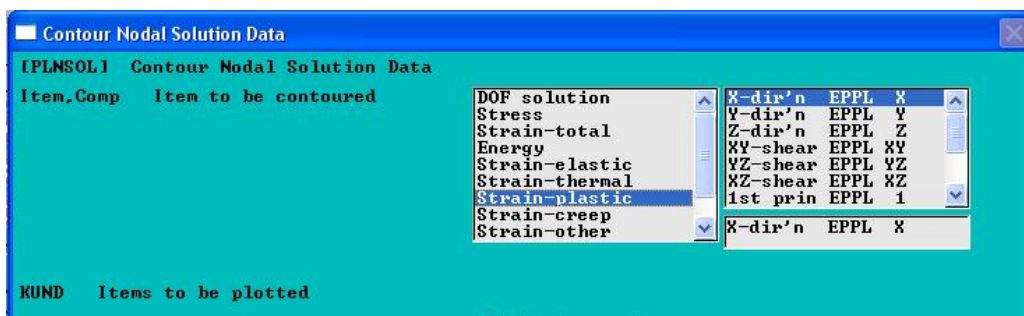 Contour Nodal Solution Data
[PLNSOL] Contour Nodal Solution Data
Item,Comp Item to be contoured
DOF solution
Stress
Strain-total
Energy
Strain-elastic
Strain-thermal
Strain-plastic
Strain-creep
Strain-other
X-dir'n EPPL X
Y-dir'n EPPL Y
Z-dir'n EPPL Z
XY-shear EPPL XY
YZ-shear EPPL YZ
XZ-shear EPPL XZ
1st prin EPPL 1
X-dir'n EPPL X
KUND Items to be plotted